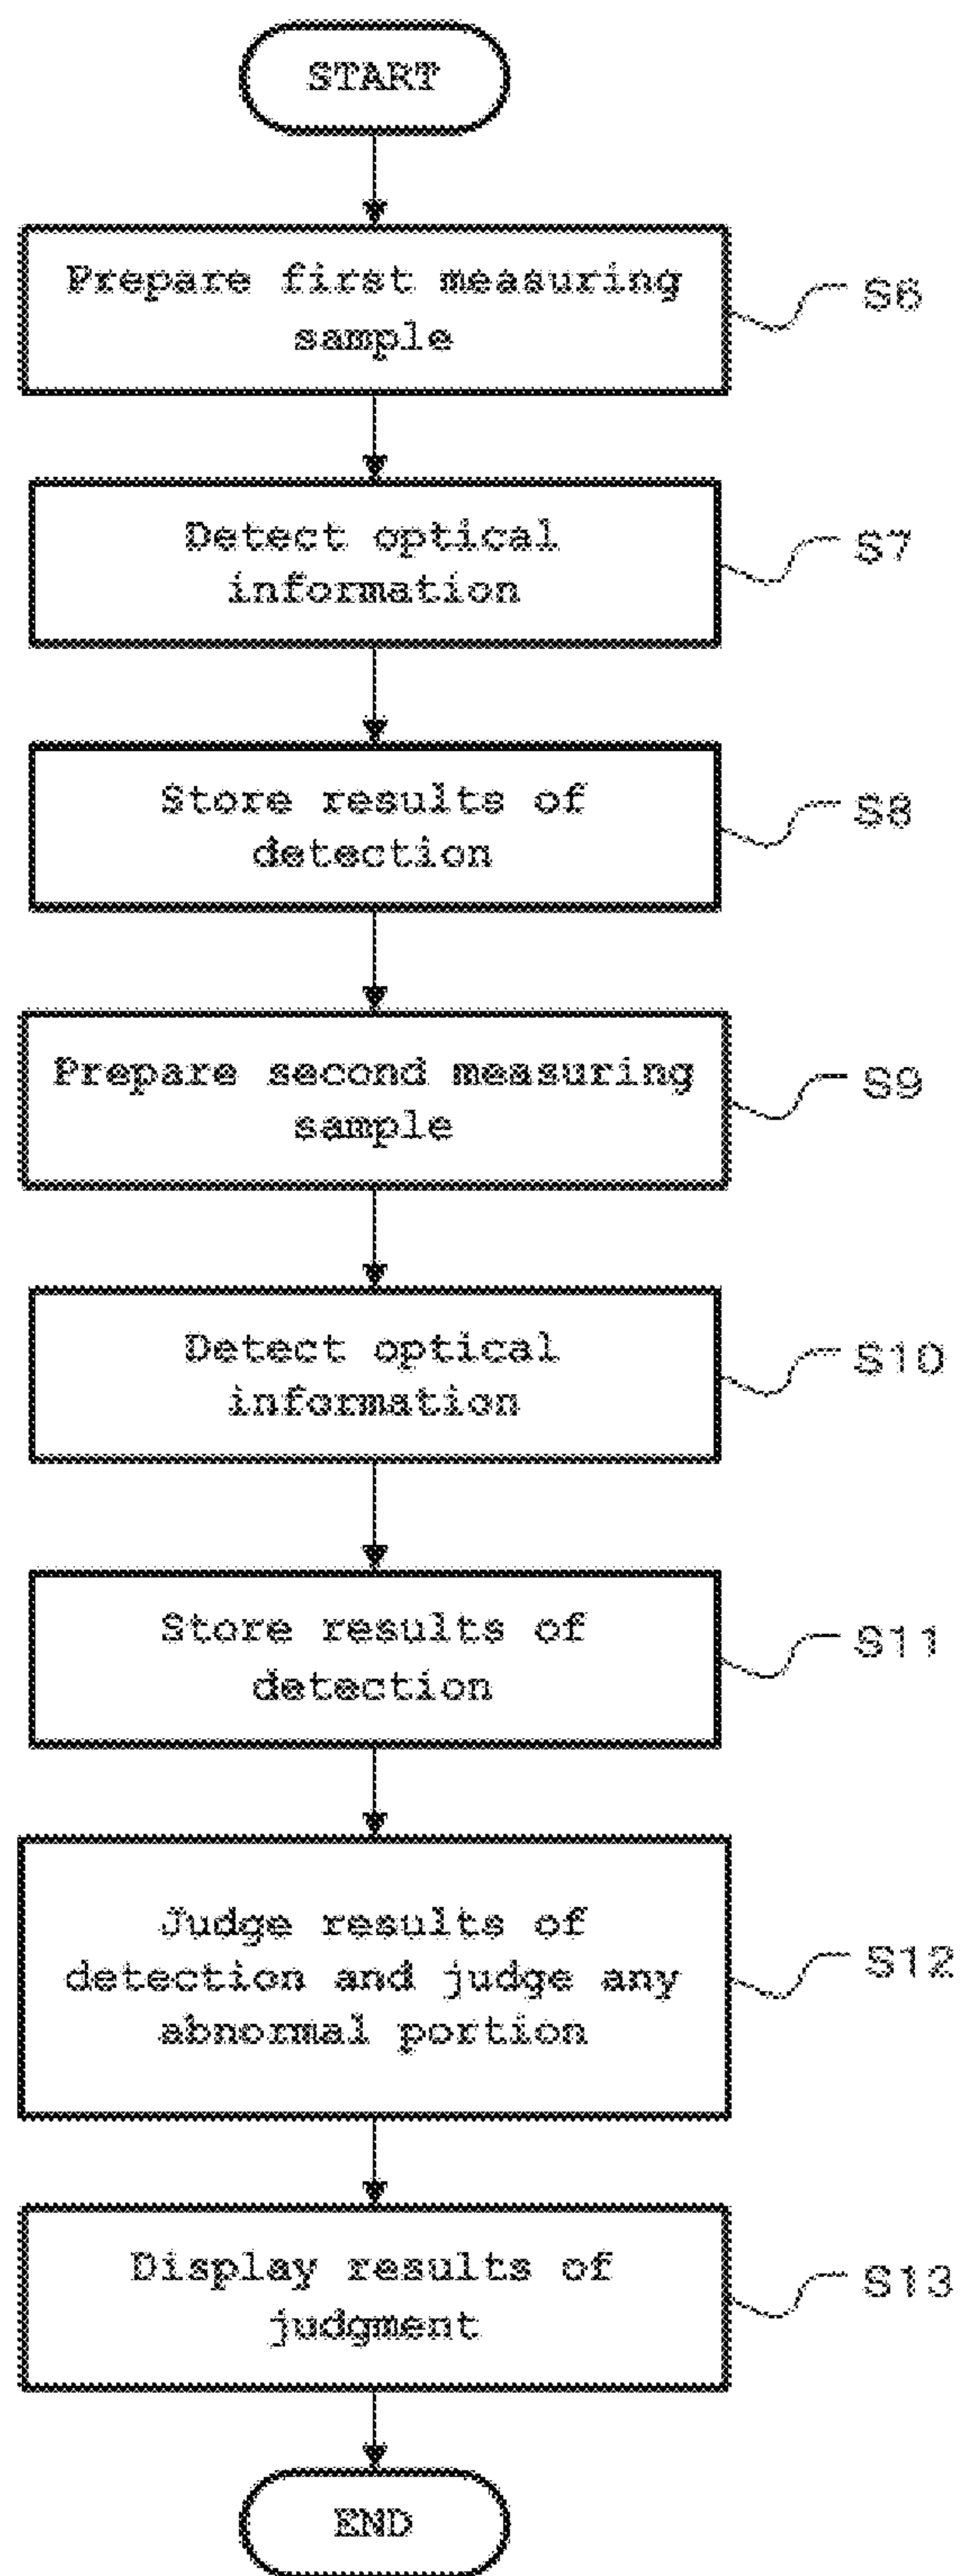 START
Prepare first measuring
sample
S6
Detect optical
information
S7
Store results of
detection
S8
Prepare second measuring
sample
S9
Detect optical
information
S10
Store results of
detection
S11
Judge results of
detection and judge any
abnormal portion
S12
Display results of
judgment
S13
END